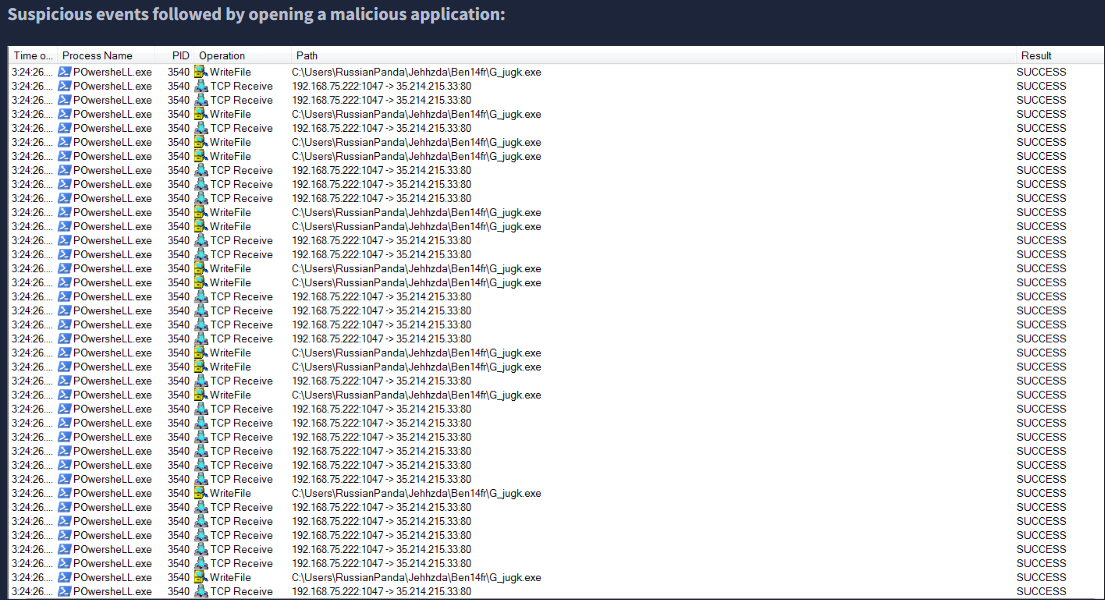 Suspicious events followed by opening a malicious application:
Time o... Process Name PID Operation Path Result
3:24:26.... POwersheLL.exe 3540 WriteFile C:\Users\RussianPanda\Jehhzda\Ben14fr\G_jugk.exe SUCCESS
3:24:26.... POwersheLL.exe 3540 TCP Receive 192.168.75.222:1047 -> 35.214.215.33:80 SUCCESS
3:24:26.... POwersheLL.exe 3540 TCP Receive 192.168.75.222:1047 -> 35.214.215.33:80 SUCCESS
3:24:26.... POwersheLL.exe 3540 WriteFile C:\Users\RussianPanda\Jehhzda\Ben14fr\G_jugk.exe SUCCESS
3:24:26.... POwersheLL.exe 3540 TCP Receive 192.168.75.222:1047 -> 35.214.215.33:80 SUCCESS
3:24:26.... POwersheLL.exe 3540 WriteFile C:\Users\RussianPanda\Jehhzda\Ben14fr\G_jugk.exe SUCCESS
3:24:26.... POwersheLL.exe 3540 WriteFile C:\Users\RussianPanda\Jehhzda\Ben14fr\G_jugk.exe SUCCESS
3:24:26.... POwersheLL.exe 3540 TCP Receive 192.168.75.222:1047 -> 35.214.215.33:80 SUCCESS
3:24:26.... POwersheLL.exe 3540 TCP Receive 192.168.75.222:1047 -> 35.214.215.33:80 SUCCESS
3:24:26.... POwersheLL.exe 3540 TCP Receive 192.168.75.222:1047 -> 35.214.215.33:80 SUCCESS
3:24:26.... POwersheLL.exe 3540 WriteFile C:\Users\RussianPanda\Jehhzda\Ben14fr\G_jugk.exe SUCCESS
3:24:26.... POwersheLL.exe 3540 WriteFile C:\Users\RussianPanda\Jehhzda\Ben14fr\G_jugk.exe SUCCESS
3:24:26.... POwersheLL.exe 3540 TCP Receive 192.168.75.222:1047 -> 35.214.215.33:80 SUCCESS
3:24:26.... POwersheLL.exe 3540 TCP Receive 192.168.75.222:1047 -> 35.214.215.33:80 SUCCESS
3:24:26.... POwersheLL.exe 3540 WriteFile C:\Users\RussianPanda\Jehhzda\Ben14fr\G_jugk.exe SUCCESS
3:24:26.... POwersheLL.exe 3540 WriteFile C:\Users\RussianPanda\Jehhzda\Ben14fr\G_jugk.exe SUCCESS
3:24:26.... POwersheLL.exe 3540 TCP Receive 192.168.75.222:1047 -> 35.214.215.33:80 SUCCESS
3:24:26.... POwersheLL.exe 3540 TCP Receive 192.168.75.222:1047 -> 35.214.215.33:80 SUCCESS
3:24:26.... POwersheLL.exe 3540 TCP Receive 192.168.75.222:1047 -> 35.214.215.33:80 SUCCESS
3:24:26.... POwersheLL.exe 3540 TCP Receive 192.168.75.222:1047 -> 35.214.215.33:80 SUCCESS
3:24:26.... POwersheLL.exe 3540 WriteFile C:\Users\RussianPanda\Jehhzda\Ben14fr\G_jugk.exe SUCCESS
3:24:26.... POwersheLL.exe 3540 WriteFile C:\Users\RussianPanda\Jehhzda\Ben14fr\G_jugk.exe SUCCESS
3:24:26.... POwersheLL.exe 3540 TCP Receive 192.168.75.222:1047 -> 35.214.215.33:80 SUCCESS
3:24:26.... POwersheLL.exe 3540 WriteFile C:\Users\RussianPanda\Jehhzda\Ben14fr\G_jugk.exe SUCCESS
3:24:26.... POwersheLL.exe 3540 TCP Receive 192.168.75.222:1047 -> 35.214.215.33:80 SUCCESS
3:24:26.... POwersheLL.exe 3540 TCP Receive 192.168.75.222:1047 -> 35.214.215.33:80 SUCCESS
3:24:26.... POwersheLL.exe 3540 TCP Receive 192.168.75.222:1047 -> 35.214.215.33:80 SUCCESS
3:24:26.... POwersheLL.exe 3540 TCP Receive 192.168.75.222:1047 -> 35.214.215.33:80 SUCCESS
3:24:26.... POwersheLL.exe 3540 TCP Receive 192.168.75.222:1047 -> 35.214.215.33:80 SUCCESS
3:24:26.... POwersheLL.exe 3540 TCP Receive 192.168.75.222:1047 -> 35.214.215.33:80 SUCCESS
3:24:26.... POwersheLL.exe 3540 WriteFile C:\Users\RussianPanda\Jehhzda\Ben14fr\G_jugk.exe SUCCESS
3:24:26.... POwersheLL.exe 3540 TCP Receive 192.168.75.222:1047 -> 35.214.215.33:80 SUCCESS
3:24:26.... POwersheLL.exe 3540 TCP Receive 192.168.75.222:1047 -> 35.214.215.33:80 SUCCESS
3:24:26.... POwersheLL.exe 3540 TCP Receive 192.168.75.222:1047 -> 35.214.215.33:80 SUCCESS
3:24:26.... POwersheLL.exe 3540 TCP Receive 192.168.75.222:1047 -> 35.214.215.33:80 SUCCESS
3:24:26.... POwersheLL.exe 3540 TCP Receive 192.168.75.222:1047 -> 35.214.215.33:80 SUCCESS
3:24:26.... POwersheLL.exe 3540 WriteFile C:\Users\RussianPanda\Jehhzda\Ben14fr\G_jugk.exe SUCCESS
3:24:26.... POwersheLL.exe 3540 TCP Receive 192.168.75.222:1047 -> 35.214.215.33:80 SUCCESS